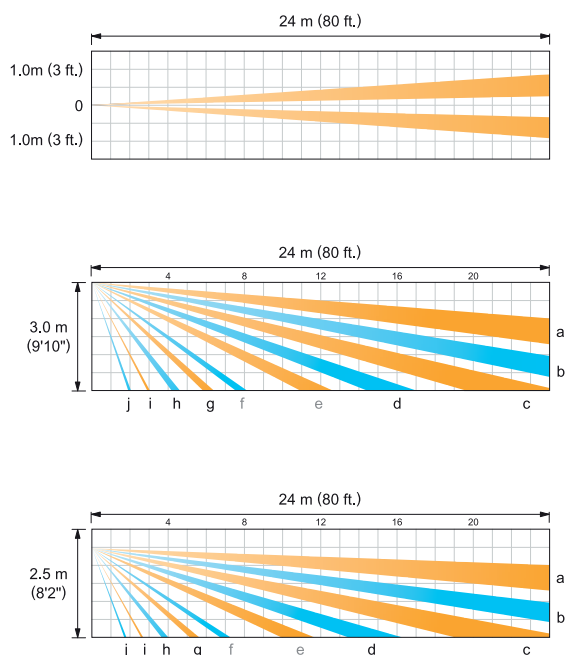 24 m (80 ft.)
1.0m (3 ft.)
0
1.0m (3 ft.)
24 m (80 ft.)
4 8 12 16 20
3.0 m
(9'10")
a
b
j i h g f e d c
24 m (80 ft.)
4 8 12 16 20
2.5 m
(8'2")
a
b
j i h g f e d c